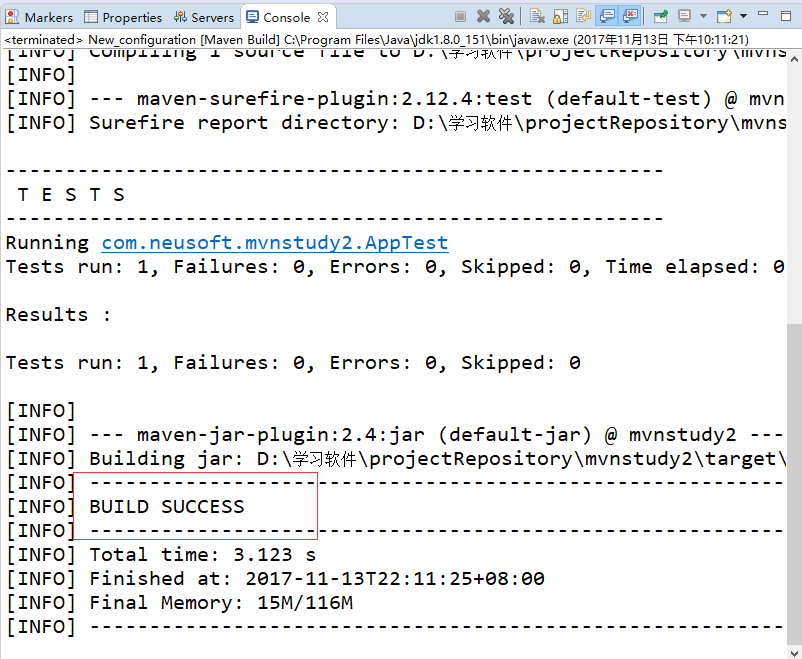 Markers Properties Servers Console
<terminated> New_configuration [Maven Build] C:\Program Files\Java\jdk1.8.0_151\bin\javaw.exe (2017年11月13日 下午10:11:21)
[INFO] Compiling 1 source file to D:\学习软件\projectRepository\mvns
[INFO]
[INFO] --- maven-surefire-plugin:2.12.4:test (default-test) @ mvn
[INFO] Surefire report directory: D:\学习软件\projectRepository\mvns
-------------------------------------------------------
T E S T S
-------------------------------------------------------
Running com.neusoft.mvnstudy2.AppTest
Tests run: 1, Failures: 0, Errors: 0, Skipped: 0, Time elapsed: 0
Results :
Tests run: 1, Failures: 0, Errors: 0, Skipped: 0
[INFO]
[INFO] --- maven-jar-plugin:2.4:jar (default-jar) @ mvnstudy2 ---
[INFO] Building jar: D:\学习软件\projectRepository\mvnstudy2\target\
[INFO] ----------------------------------------------------------
[INFO] BUILD SUCCESS
[INFO] ----------------------------------------------------------
[INFO] Total time: 3.123 s
[INFO] Finished at: 2017-11-13T22:11:25+08:00
[INFO] Final Memory: 15M/116M
[INFO] ----------------------------------------------------------